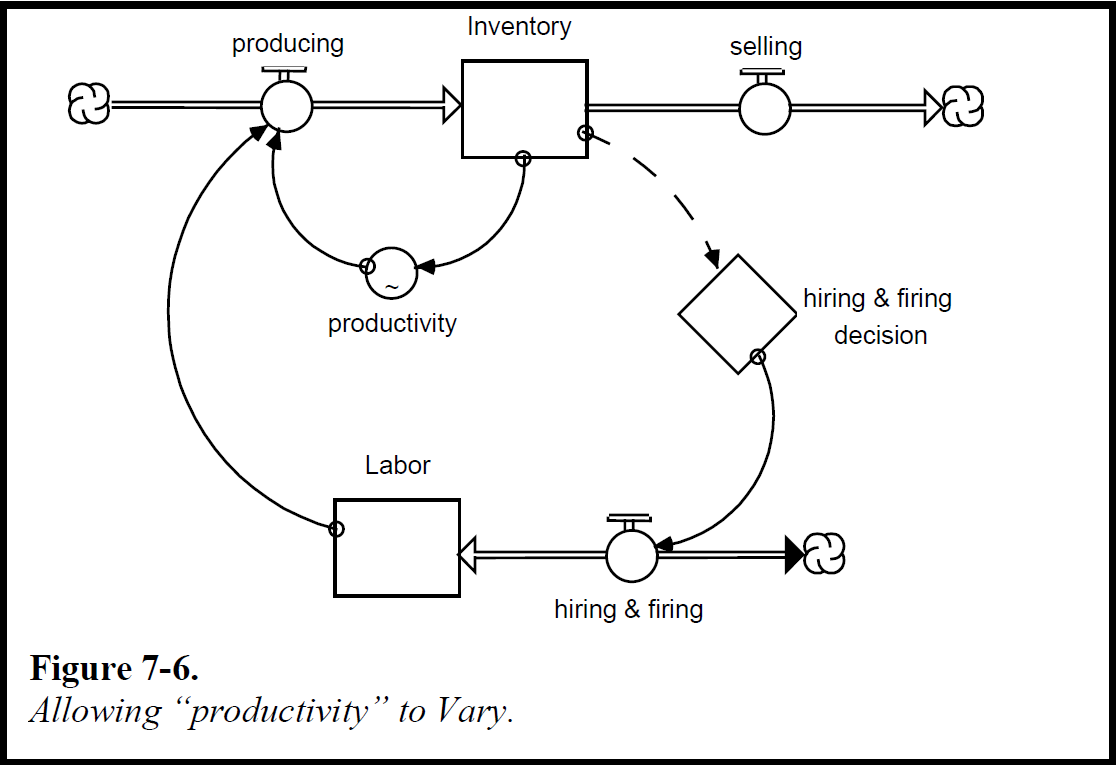 Inventory
producing
selling
~
productivity
hiring & firing
decision
Labor
hiring & firing
Figure 7-6.
Allowing “productivity” to Vary.